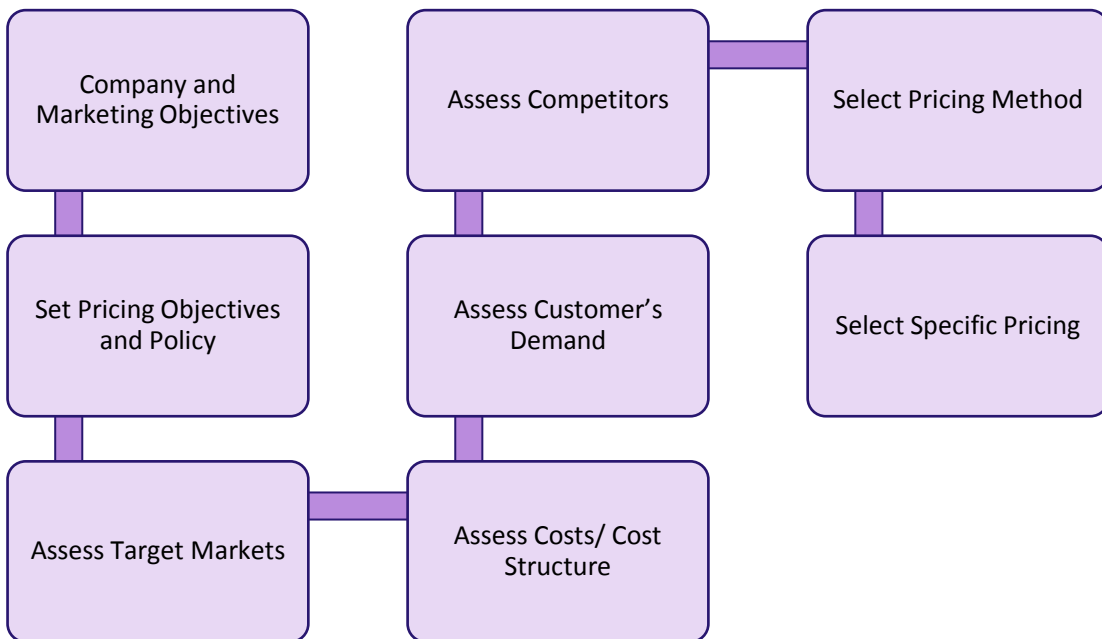 Company and
Marketing Objectives
Set Pricing Objectives
and Policy
Assess Target Markets
Assess Costs/ Cost
Structure
Assess Customer’s
Demand
Assess Competitors
Select Pricing Method
Select Specific Pricing